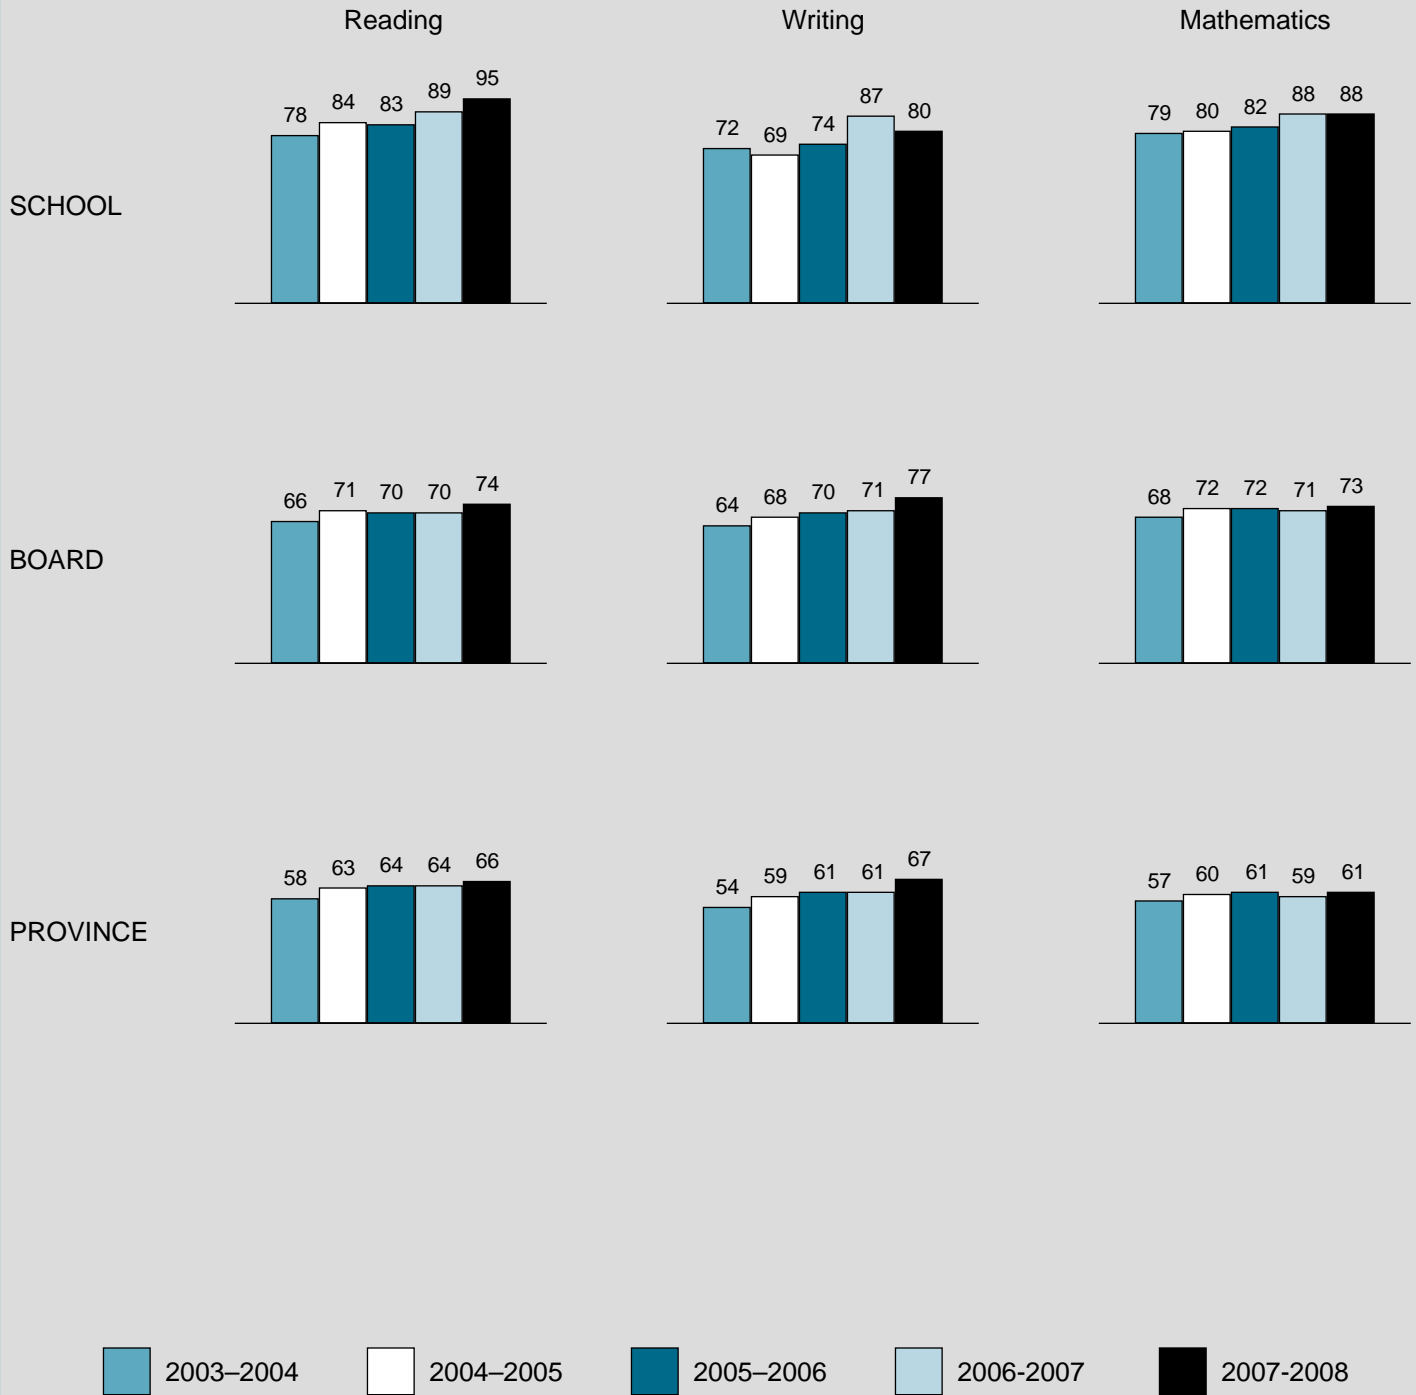 Reading Writing Mathematics
SCHOOL
78 84 83 89 95
72 69 74 87 80
79 80 82 88 88
BOARD
66 71 70 70 74
64 68 70 71 77
68 72 72 71 73
PROVINCE
58 63 64 64 66
54 59 61 61 67
57 60 61 59 61
2003–2004 2004–2005 2005–2006 2006-2007 2007-2008